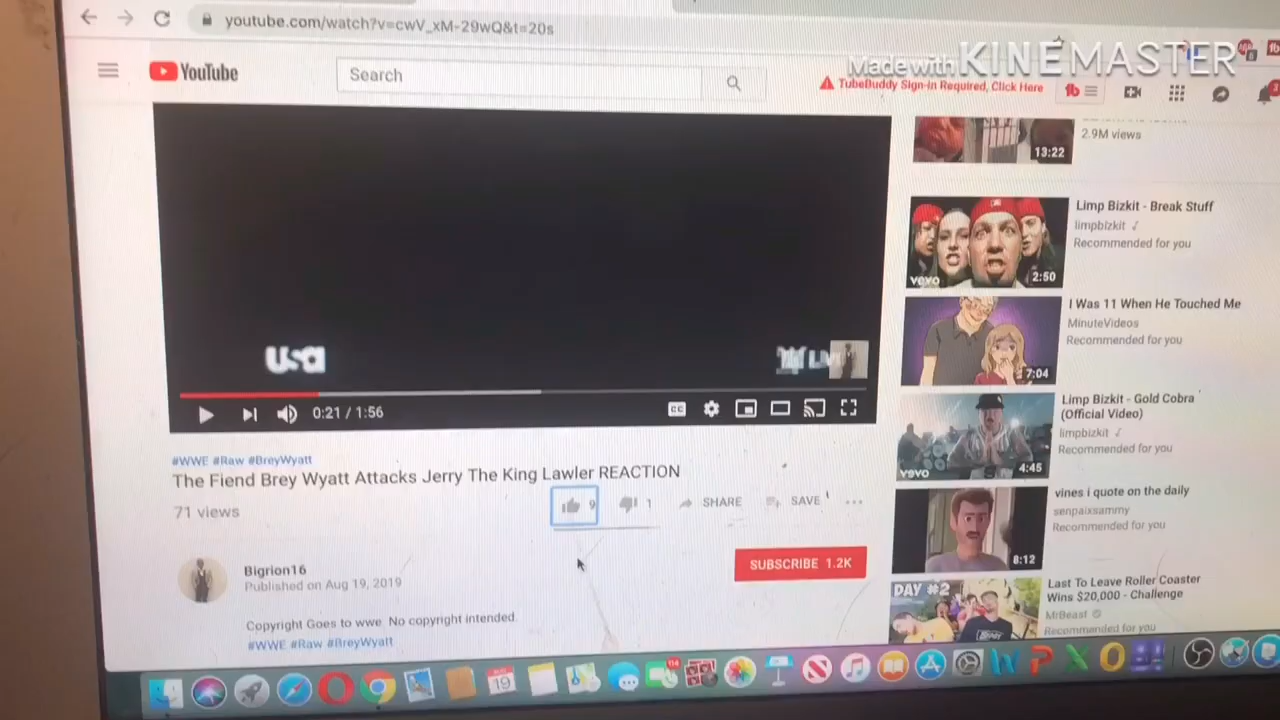 youtube.com/watch?v=cwV_xM-29wQ&t=20s
Made with KINEMASTER
YouTube
Search
TubeBuddy Sign-In Required, Click Here
2.9M views
13:22
Limp Bizkit - Break Stuff
limpbizkit
Recommended for you
vevo
2:50
I Was 11 When He Touched Me
MinuteVideos
Recommended for you
7:04
usa
LIV
0:21 / 1:56
CC
Limp Bizkit - Gold Cobra
(Official Video)
limpbizkit
Recommended for you
vevo
4:45
#WWE #Raw #BreyWyatt
The Fiend Brey Wyatt Attacks Jerry The King Lawler REACTION
71 views
9
1
SHARE
SAVE
vines i quote on the daily
senpaixsammy
Recommended for you
8:12
Bigrion16
Published on Aug 19, 2019
SUBSCRIBE 1.2K
DAY #2
Last To Leave Roller Coaster
Wins $20,000 - Challenge
MrBeast
Recommended for you
Copyright Goes to wwe. No copyright intended.
#WWE #Raw #BreyWyatt
19